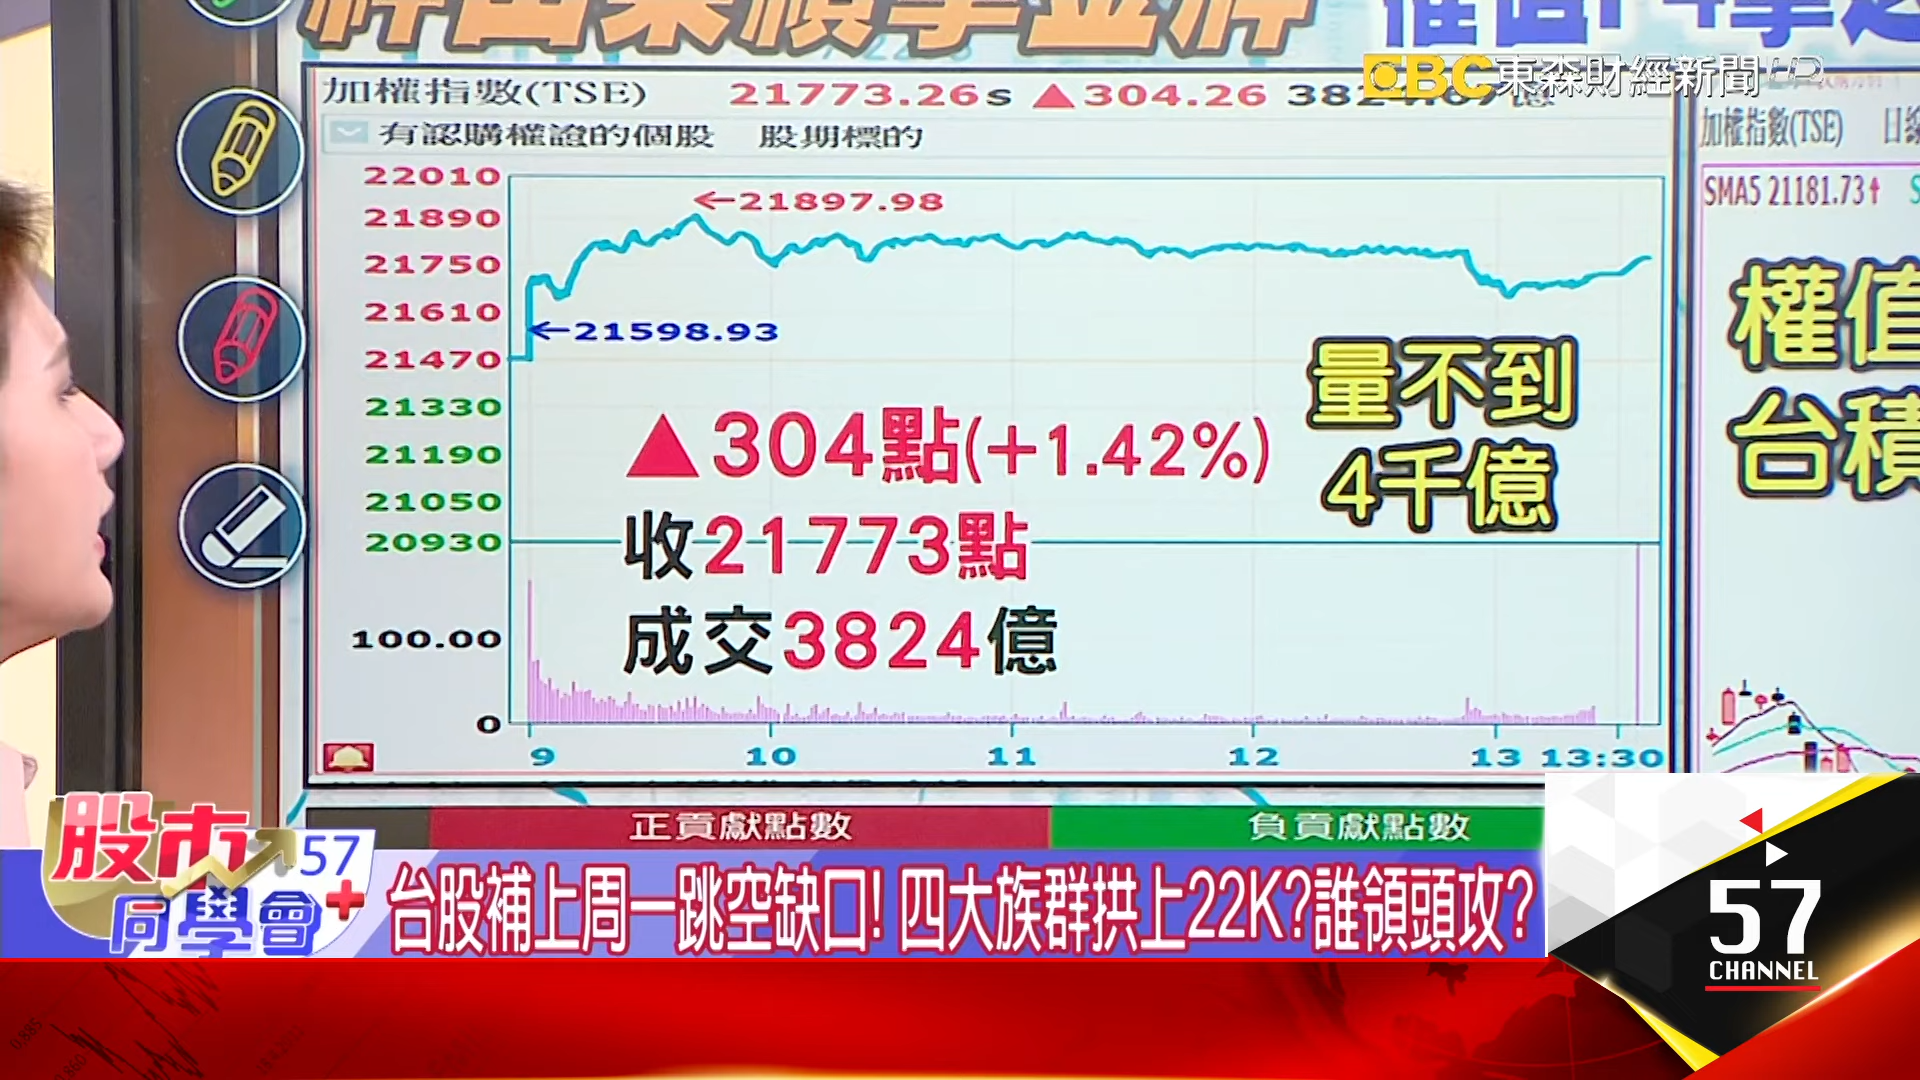 EBC東森財經新聞HD
加權指數(TSE) 21773.26s ▲304.26
有認購權證的個股 股期標的
22010
21890
21750
21610
21470
21330
21190
21050
20930
100.00
0
←21897.98
←21598.93
▲304點(+1.42%)
收21773點
成交3824億
量不到
4千億
9 10 11 12 13 13:30
加權指數(TSE)
SMA5 21181.73↑
權值
台積
正貢獻點數
負貢獻點數
股市
同學會
57
+
台股補上周一跳空缺口! 四大族群拱上22K?誰領頭攻?
57
CHANNEL